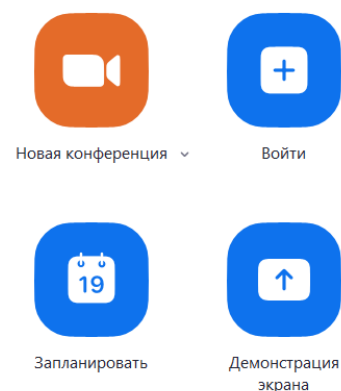 Новая конференция
Войти
19
Запланировать
Демонстрация
экрана